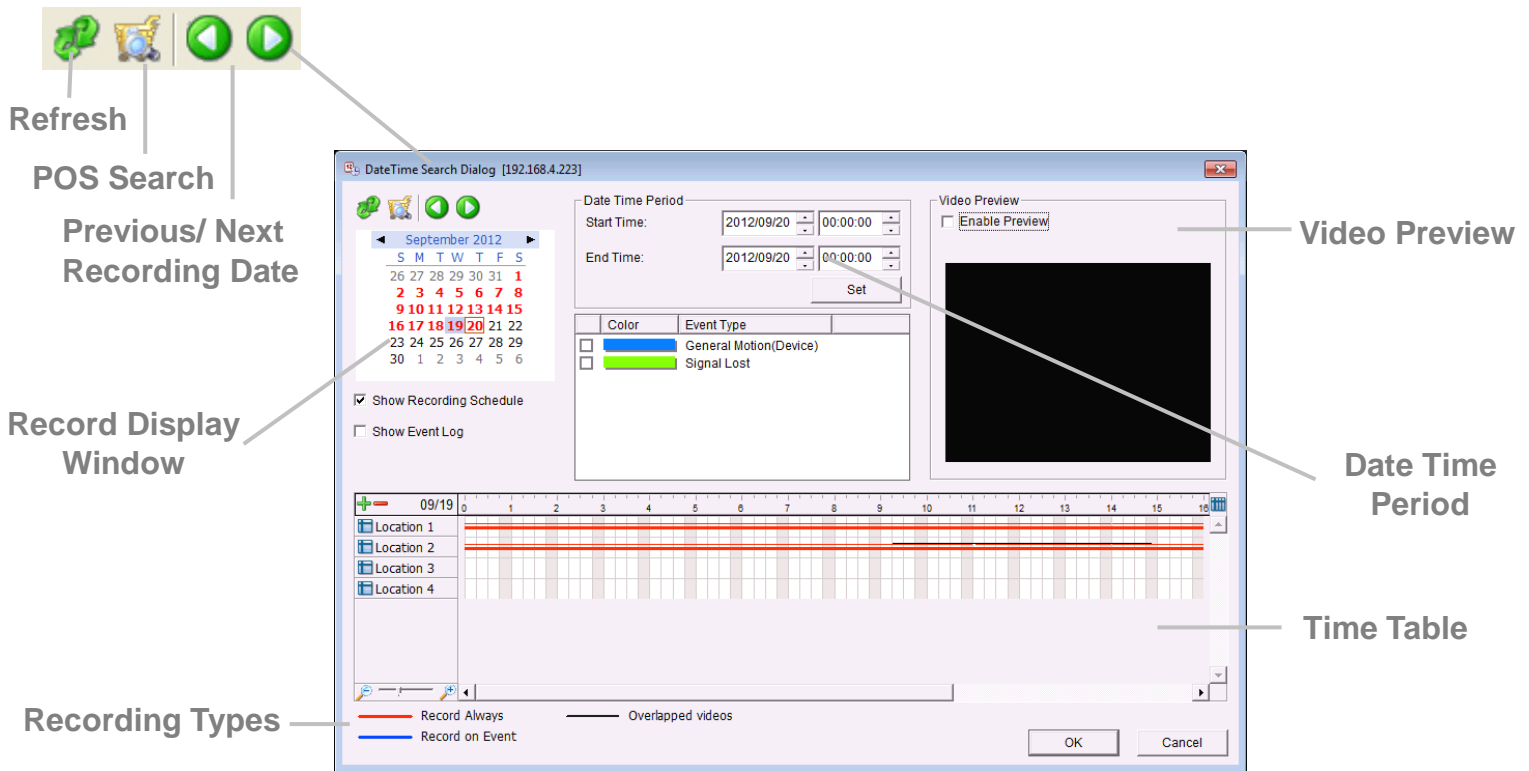 Refresh
POS Search
Previous/ Next
Recording Date
DateTime Search Dialog [192.168.4.223]
September 2012
S M T W T F S
26 27 28 29 30 31 1
2 3 4 5 6 7 8
9 10 11 12 13 14 15
16 17 18 19 20 21 22
23 24 25 26 27 28 29
30 1 2 3 4 5 6
Show Recording Schedule
Show Event Log
Date Time Period
Start Time: 2012/09/20 00:00:00
End Time: 2012/09/20 00:00:00
Set
Color Event Type
General Motion(Device)
Signal Lost
Video Preview
Enable Preview
Video Preview
Record Display
Window
Date Time
Period
09/19 0 1 2 3 4 5 6 7 8 9 10 11 12 13 14 15 16
Location 1
Location 2
Location 3
Location 4
Time Table
Recording Types
Record Always
Overlapped videos
Record on Event
OK
Cancel